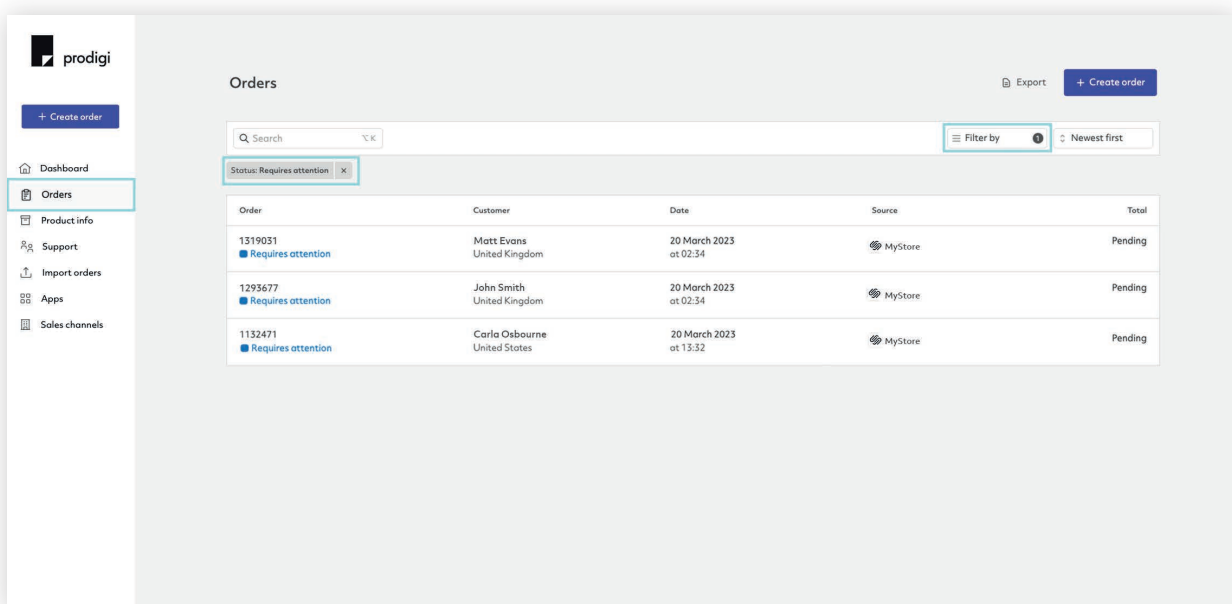 prodigi
+ Create order
Dashboard
Orders
Product info
Support
Import orders
Apps
Sales channels
Orders
Export
+ Create order
Search ⌥ K
Filter by 1
Newest first
Status: Requires attention ×
Order Customer Date Source Total
1319031 Matt Evans 20 March 2023 MyStore Pending
Requires attention United Kingdom at 02:34
1293677 John Smith 20 March 2023 MyStore Pending
Requires attention United Kingdom at 02:34
1132471 Carla Osbourne 20 March 2023 MyStore Pending
Requires attention United States at 13:32